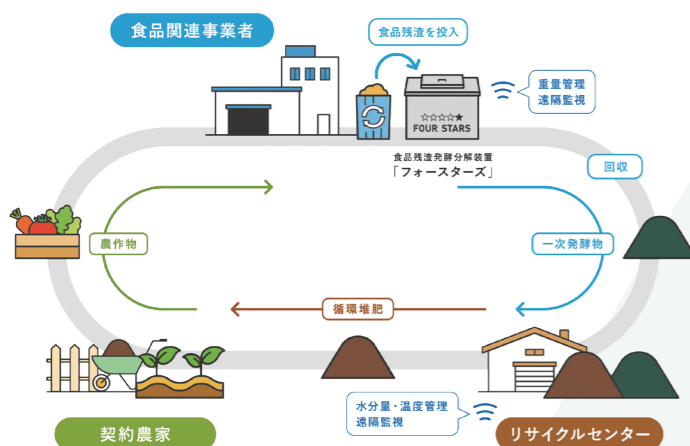 食品関連事業者
食品残渣を投入
重量管理
遠隔監視
☆☆☆☆★
FOUR STARS
食品残渣発酵分解装置
「フォースターズ」
回収
農作物
一次発酵物
循環堆肥
水分量・温度管理
遠隔監視
契約農家
リサイクルセンター